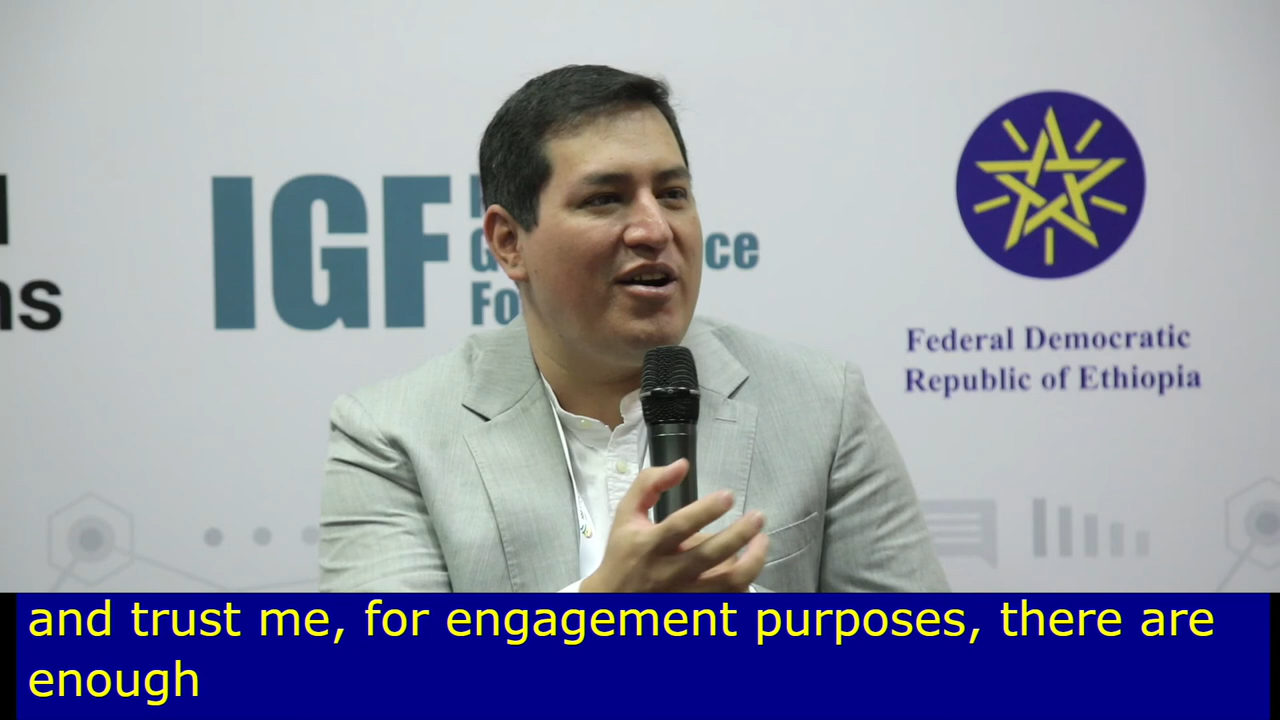 IGF
Federal Democratic
Republic of Ethiopia
and trust me, for engagement purposes, there are
enough